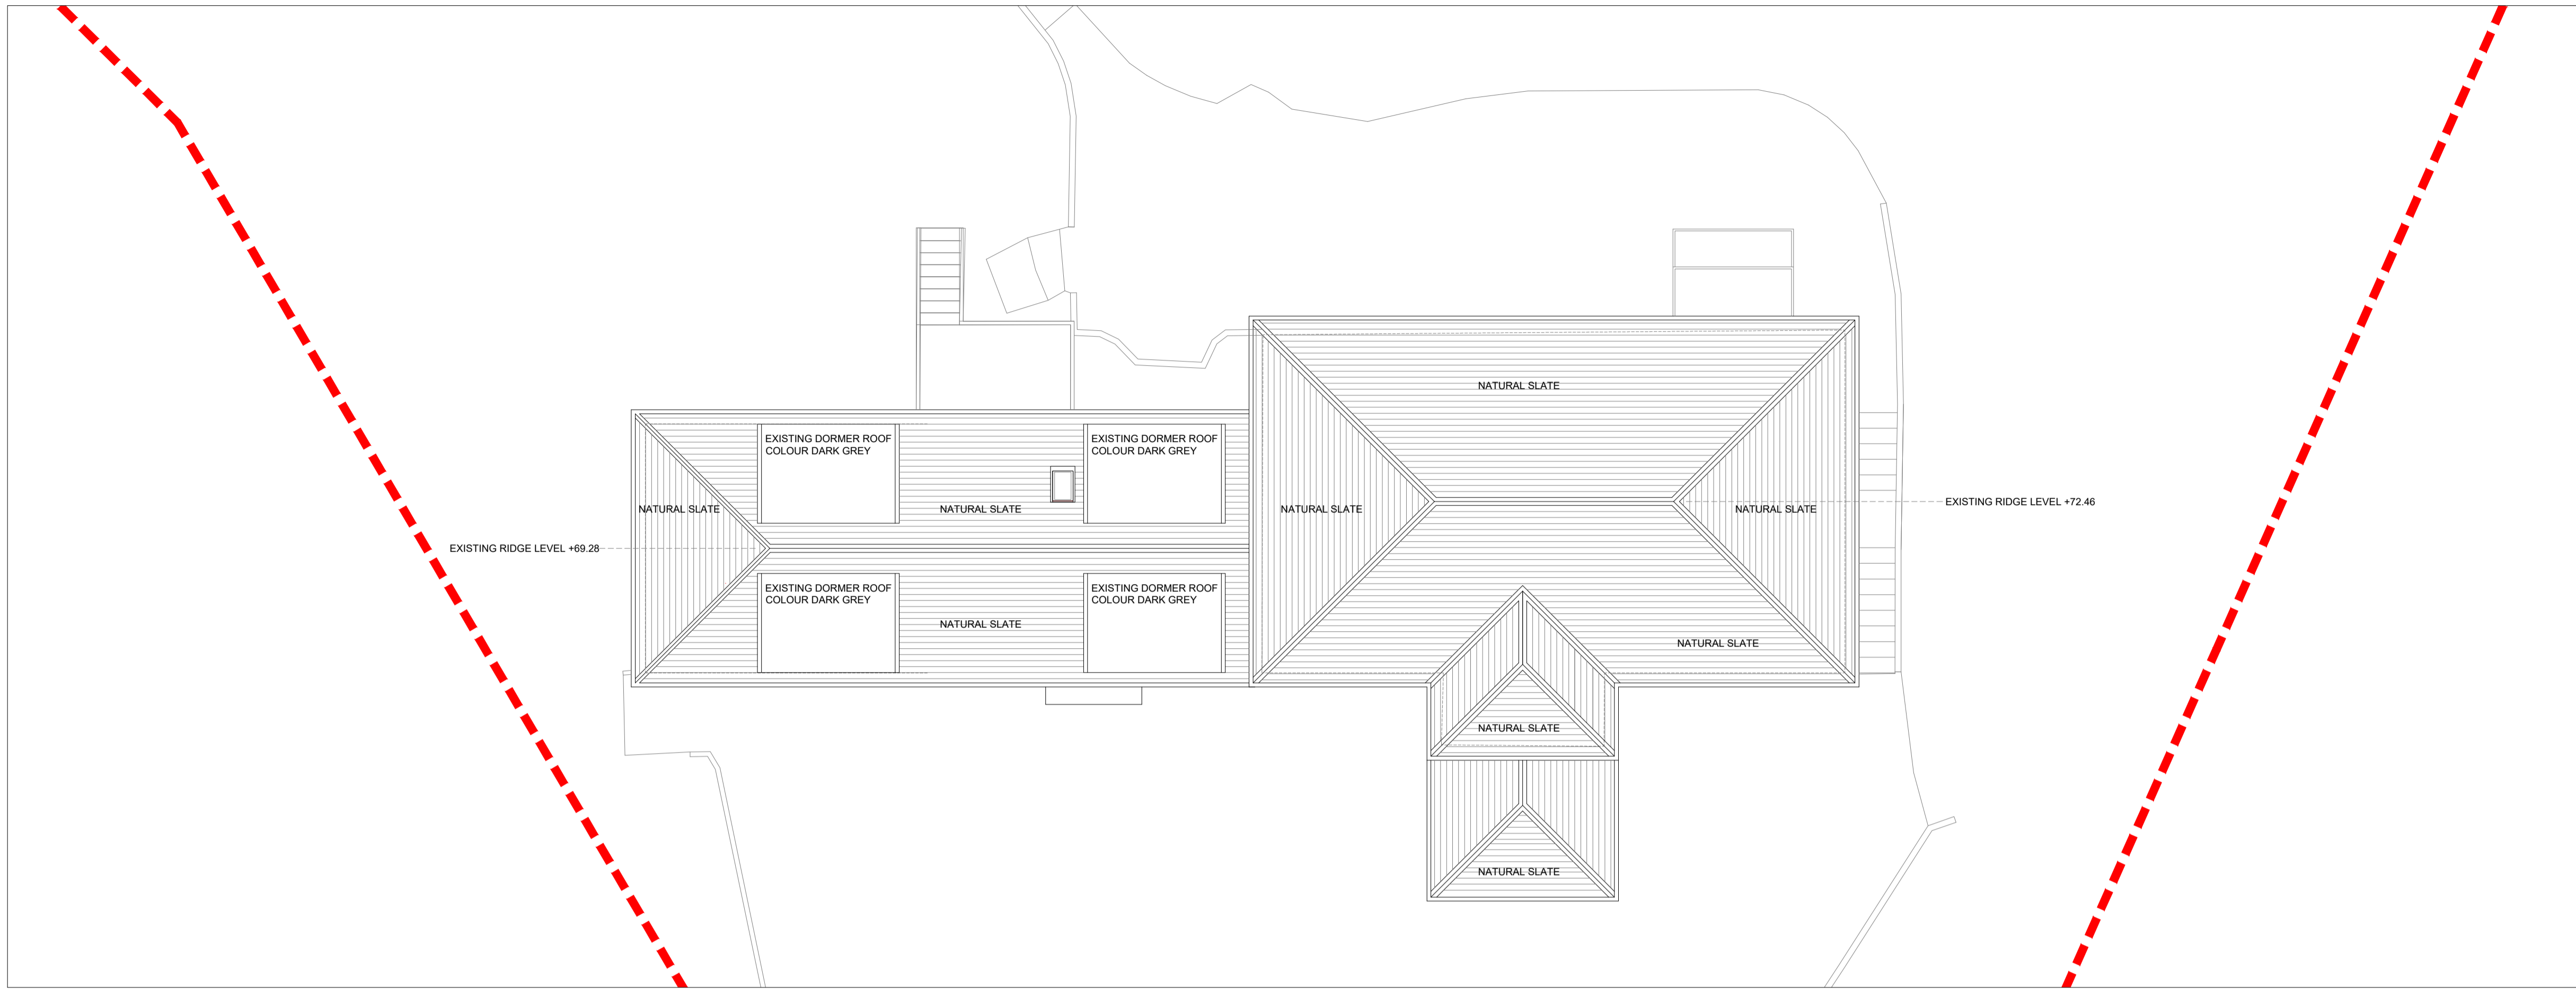 NATURAL SLATE
EXISTING DORMER ROOF
COLOUR DARK GREY
EXISTING DORMER ROOF
COLOUR DARK GREY
NATURAL SLATE
NATURAL SLATE
NATURAL SLATE
NATURAL SLATE
EXISTING RIDGE LEVEL +72.46
EXISTING RIDGE LEVEL +69.28
EXISTING DORMER ROOF
COLOUR DARK GREY
EXISTING DORMER ROOF
COLOUR DARK GREY
NATURAL SLATE
NATURAL SLATE
NATURAL SLATE
NATURAL SLATE